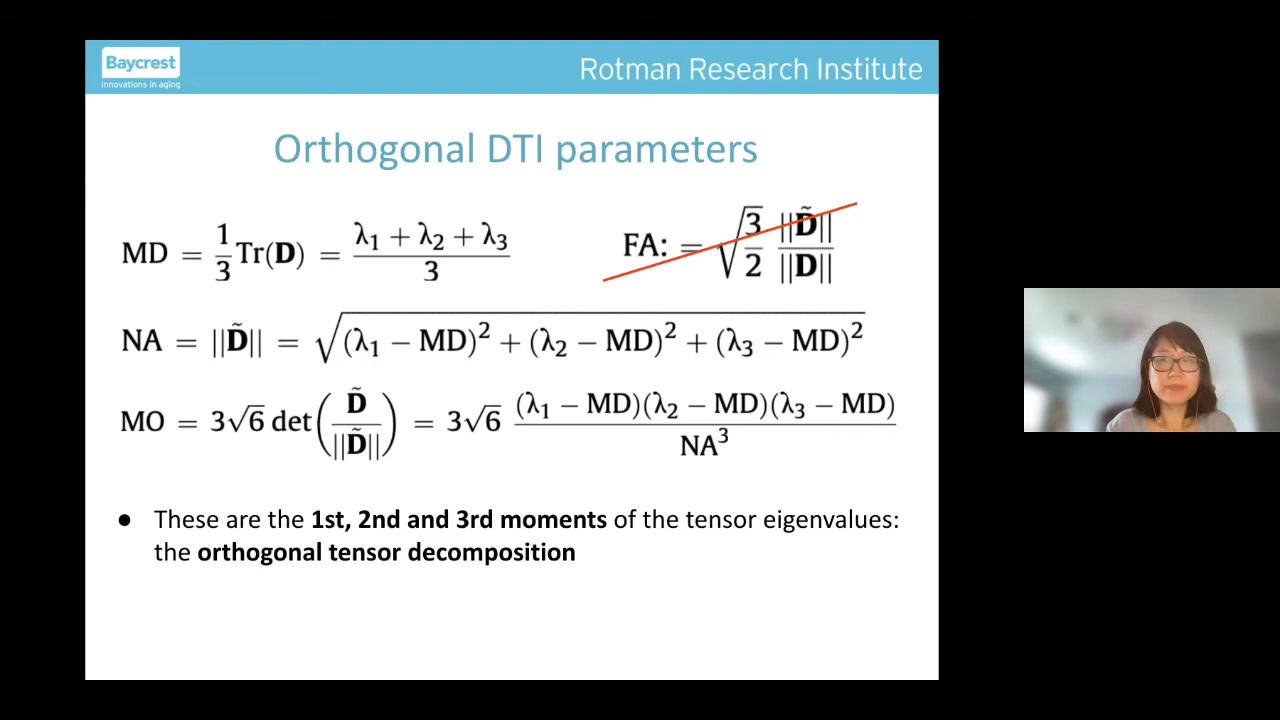 Baycrest
Innovations in aging
Rotman Research Institute
Orthogonal DTI parameters
MD = 1/3 Tr(D) = (λ₁ + λ₂ + λ₃)/3
FA: = √(3/2) ||D̃||/||D||
NA = ||D̃|| = √((λ₁ − MD)² + (λ₂ − MD)² + (λ₃ − MD)²)
MO = 3√6 det(D̃/||D̃||) = 3√6 (λ₁ − MD)(λ₂ − MD)(λ₃ − MD)/NA³
● These are the 1st, 2nd and 3rd moments of the tensor eigenvalues:
the orthogonal tensor decomposition